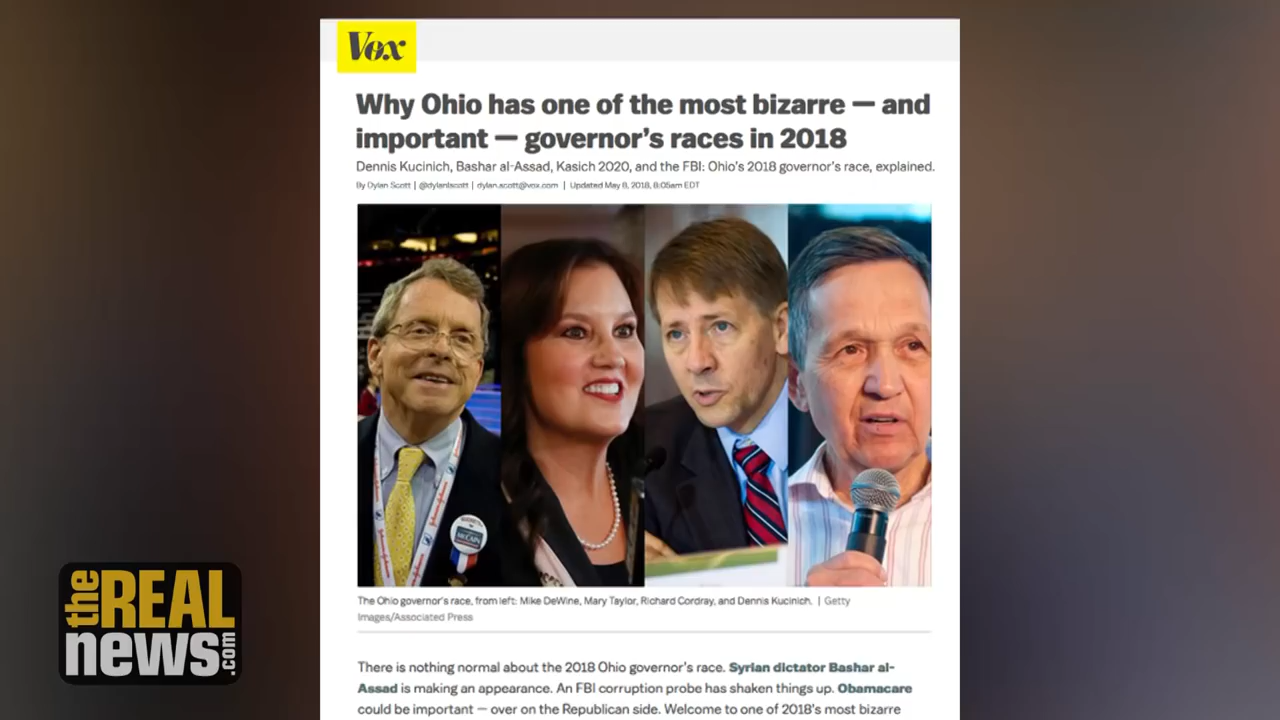 Vox
Why Ohio has one of the most bizarre — and
important — governor's races in 2018
Dennis Kucinich, Bashar al-Assad, Kasich 2020, and the FBI: Ohio's 2018 governor's race, explained.
By Dylan Scott | @dylanlscott | dylan.scott@vox.com | Updated May 8, 2018, 8:05am EDT
McCAIN
The Ohio governor's race, from left: Mike DeWine, Mary Taylor, Richard Cordray, and Dennis Kucinich. | Getty
Images/Associated Press
There is nothing normal about the 2018 Ohio governor's race. Syrian dictator Bashar al-
Assad is making an appearance. An FBI corruption probe has shaken things up. Obamacare
could be important — over on the Republican side. Welcome to one of 2018's most bizarre
the
REAL
news.com